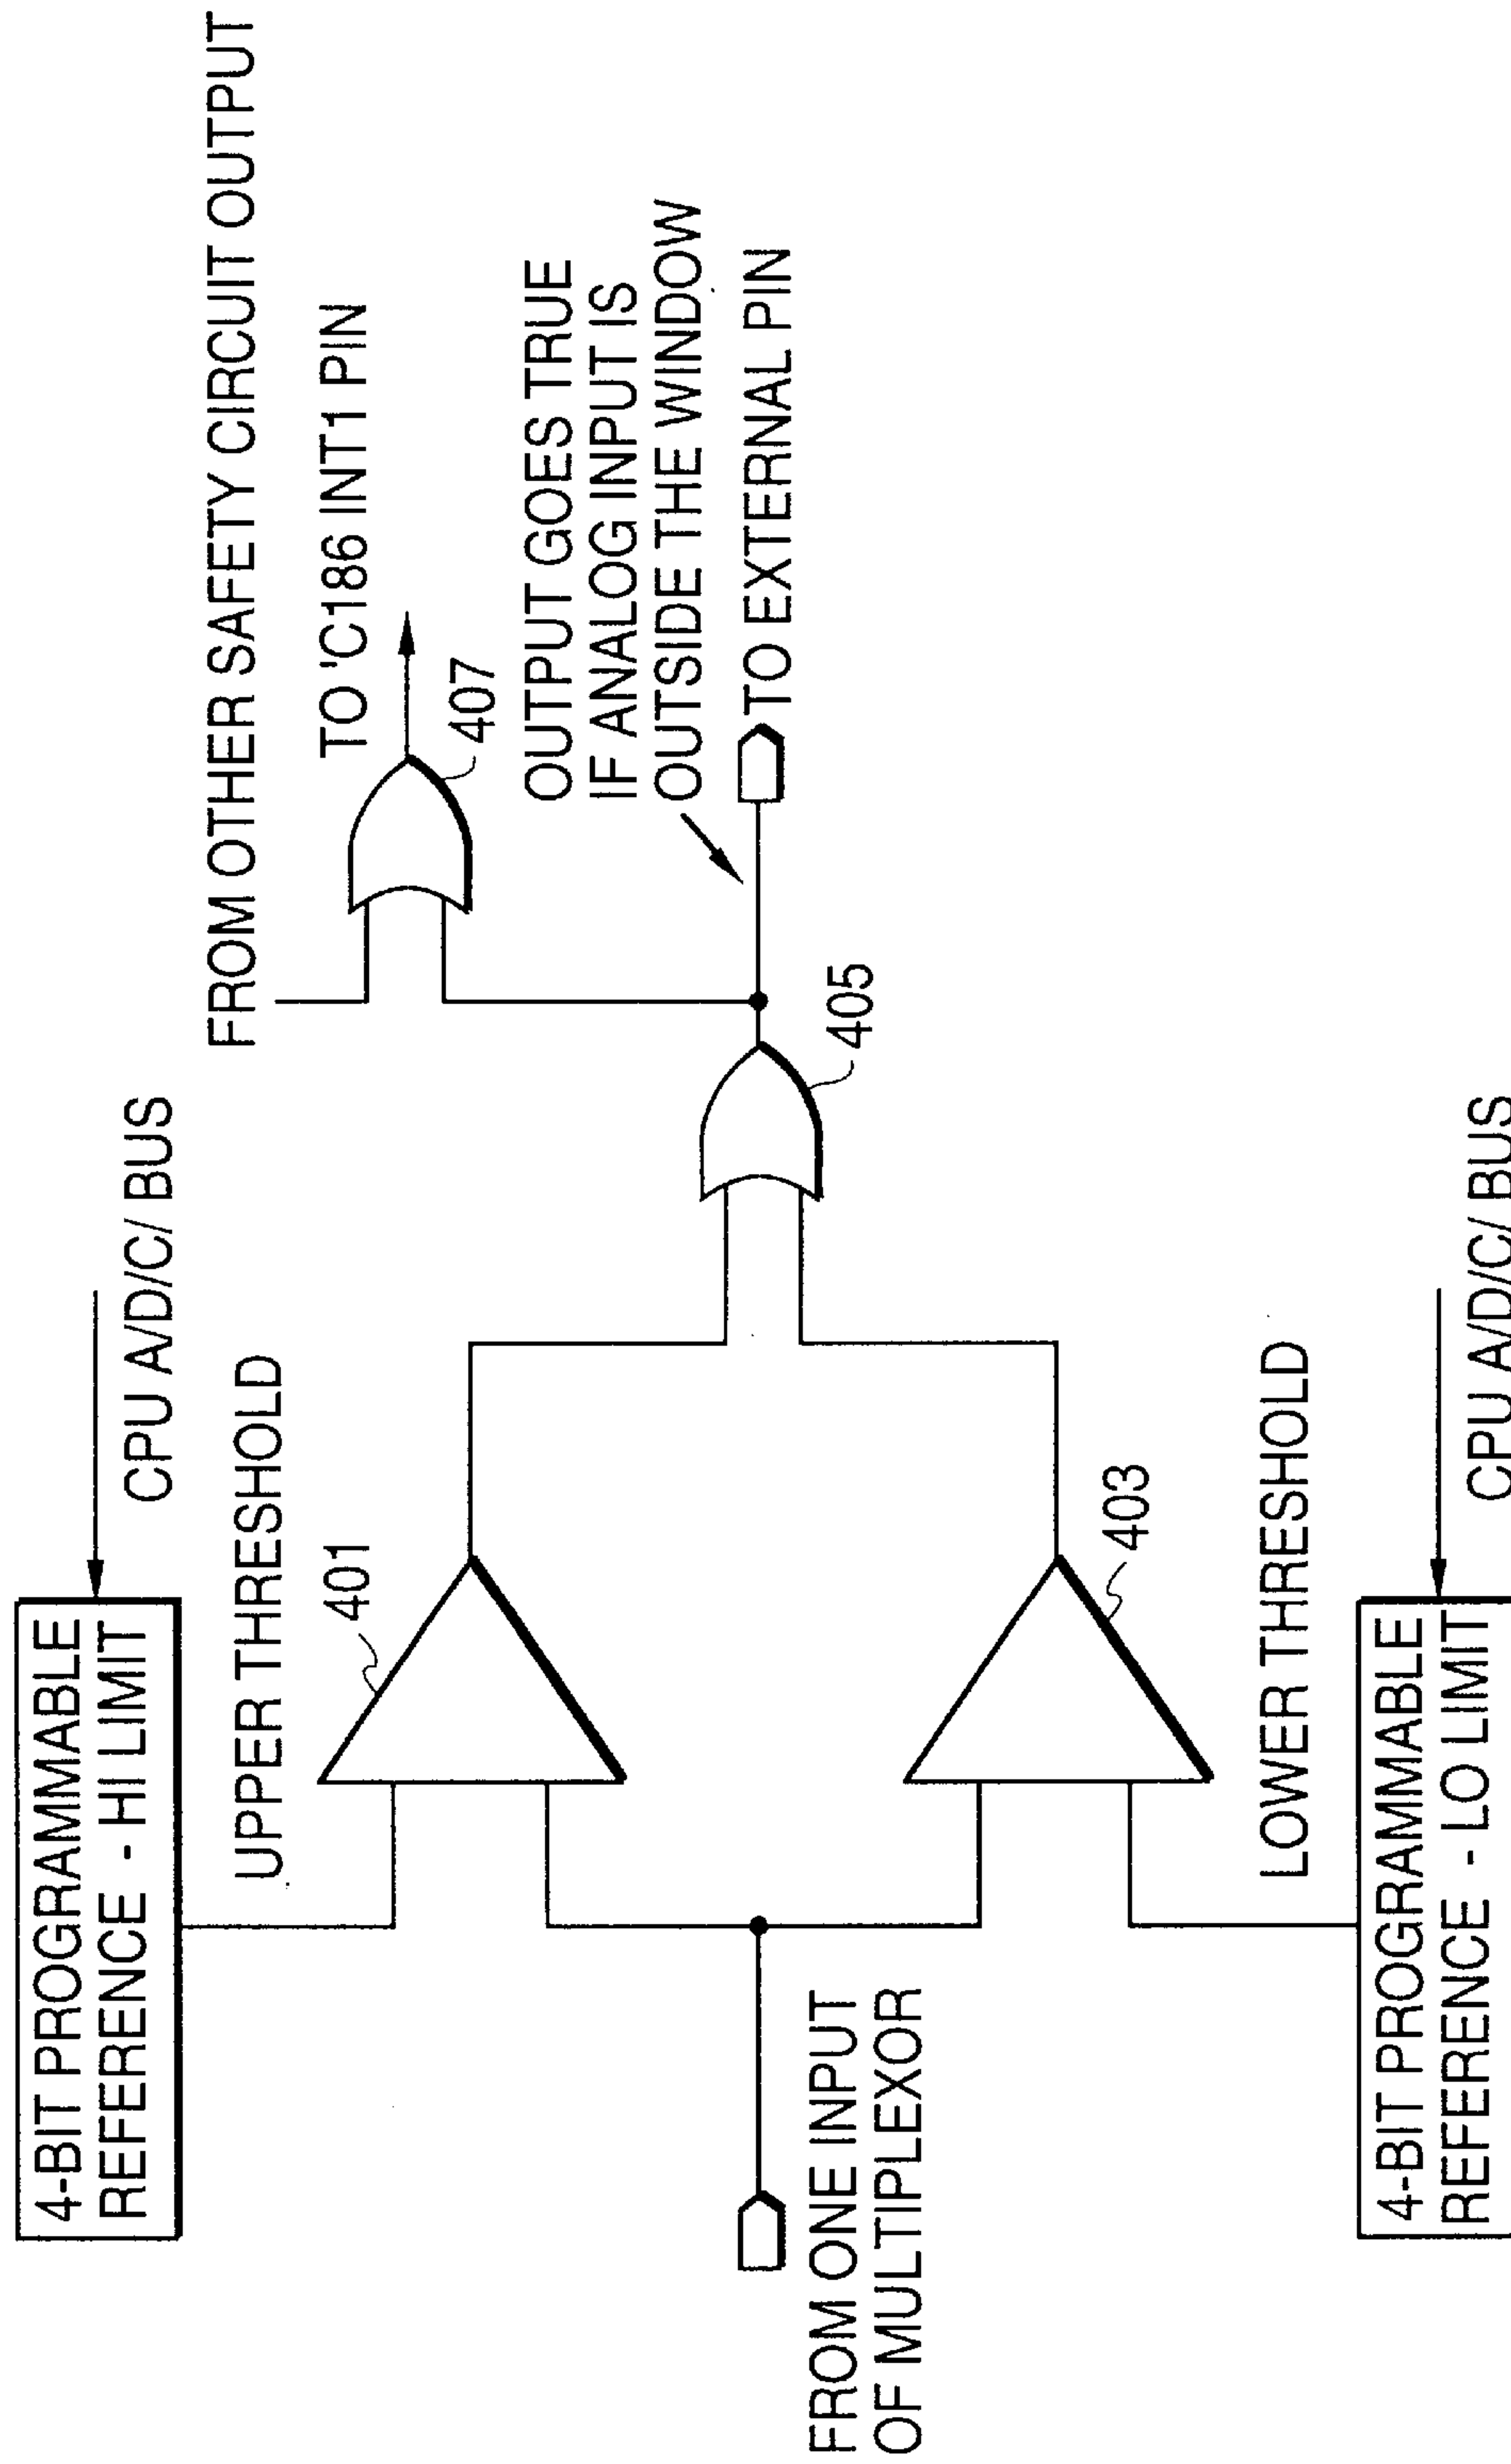 4-BIT PROGRAMMABLE
REFERENCE - HI LIMIT
CPU A/D/C/ BUS
UPPER THRESHOLD
401
FROM OTHER SAFETY CIRCUIT OUTPUT
TO 'C186 INT1 PIN
407
OUTPUT GOES TRUE
IF ANALOG INPUT IS
OUTSIDE THE WINDOW
TO EXTERNAL PIN
405
FROM ONE INPUT
OF MULTIPLEXOR
403
LOWER THRESHOLD
4-BIT PROGRAMMABLE
REFERENCE - LO LIMIT
CPU A/D/C/ BUS